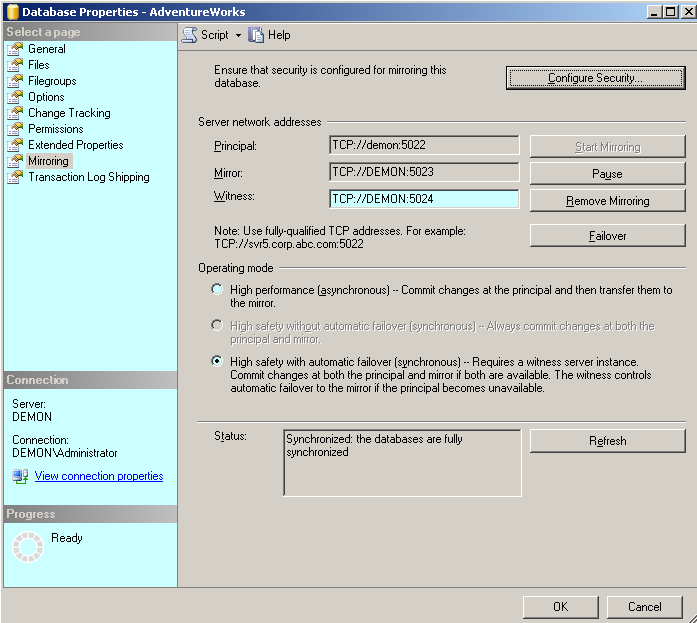 Database Properties - AdventureWorks
Select a page
General
Files
Filegroups
Options
Change Tracking
Permissions
Extended Properties
Mirroring
Transaction Log Shipping
Connection
Server:
DEMON
Connection:
DEMON\Administrator
View connection properties
Progress
Ready
Script
Help
Ensure that security is configured for mirroring this
database.
Configure Security...
Server network addresses
Principal:
TCP://demon:5022
Start Mirroring
Mirror:
TCP://DEMON:5023
Pause
Witness:
TCP://DEMON:5024
Remove Mirroring
Note: Use fully-qualified TCP addresses. For example:
TCP://svr5.corp.abc.com:5022
Failover
Operating mode
High performance (asynchronous) -- Commit changes at the principal and then transfer them to
the mirror.
High safety without automatic failover (synchronous) -- Always commit changes at both the
principal and mirror.
High safety with automatic failover (synchronous) -- Requires a witness server instance.
Commit changes at both the principal and mirror if both are available. The witness controls
automatic failover to the mirror if the principal becomes unavailable.
Status:
Synchronized: the databases are fully
synchronized
Refresh
OK
Cancel